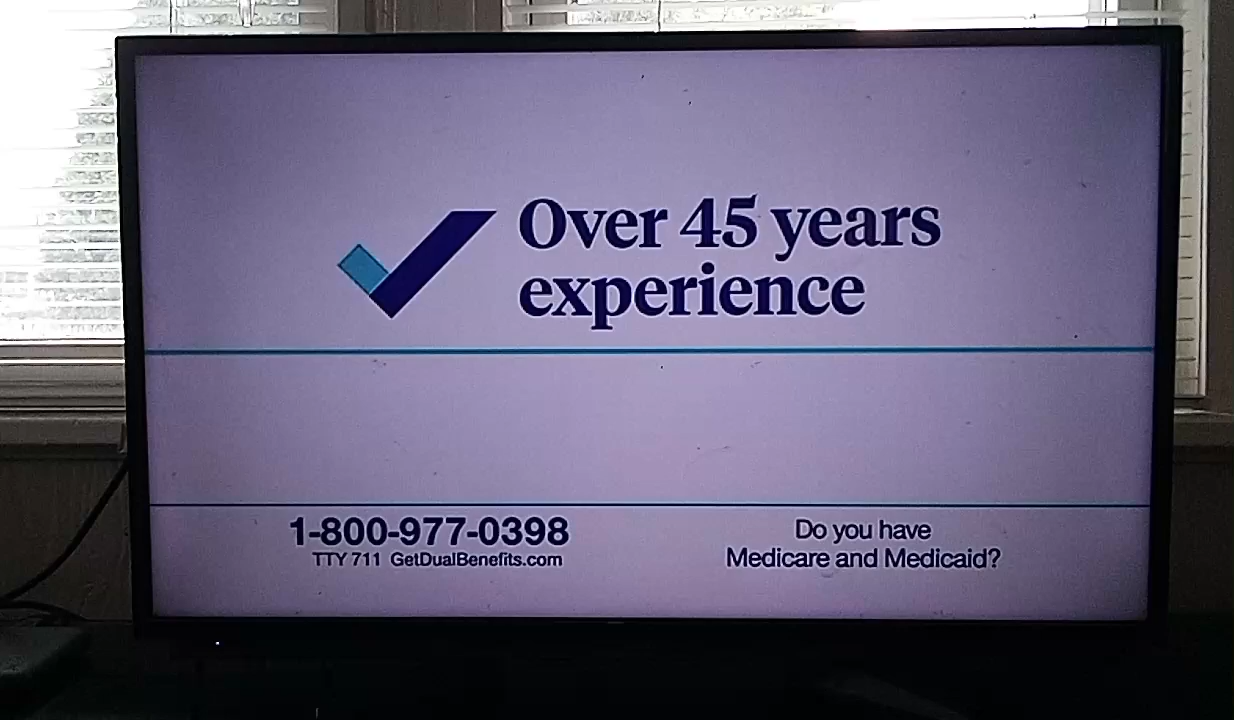 Over 45 years
experience
1-800-977-0398
TTY 711 GetDualBenefits.com
Do you have
Medicare and Medicaid?